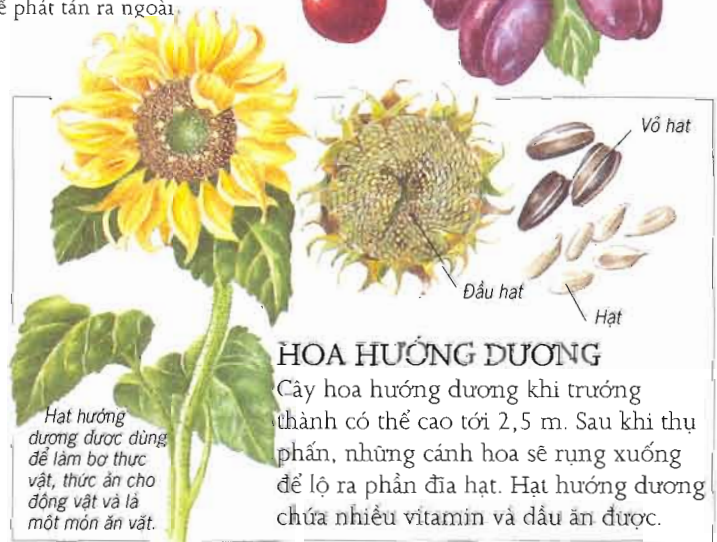 ể phát tán ra ngoài.
Vỏ hạt
Đầu hạt
Hạt
HOA HƯỚNG DƯƠNG
Cây hoa hướng dương khi trưởng
thành có thể cao tới 2,5 m. Sau khi thụ
phấn, những cánh hoa sẽ rụng xuống
để lộ ra phần đĩa hạt. Hạt hướng dương
chứa nhiều vitamin và dầu ăn được.
Hạt hướng
dương được dùng
để làm bơ thực
vật, thức ăn cho
động vật và là
một món ăn vặt.